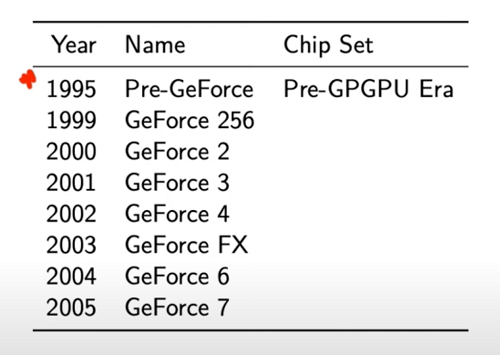 Year Name Chip Set
1995 Pre-GeForce Pre-GPGPU Era
1999 GeForce 256
2000 GeForce 2
2001 GeForce 3
2002 GeForce 4
2003 GeForce FX
2004 GeForce 6
2005 GeForce 7